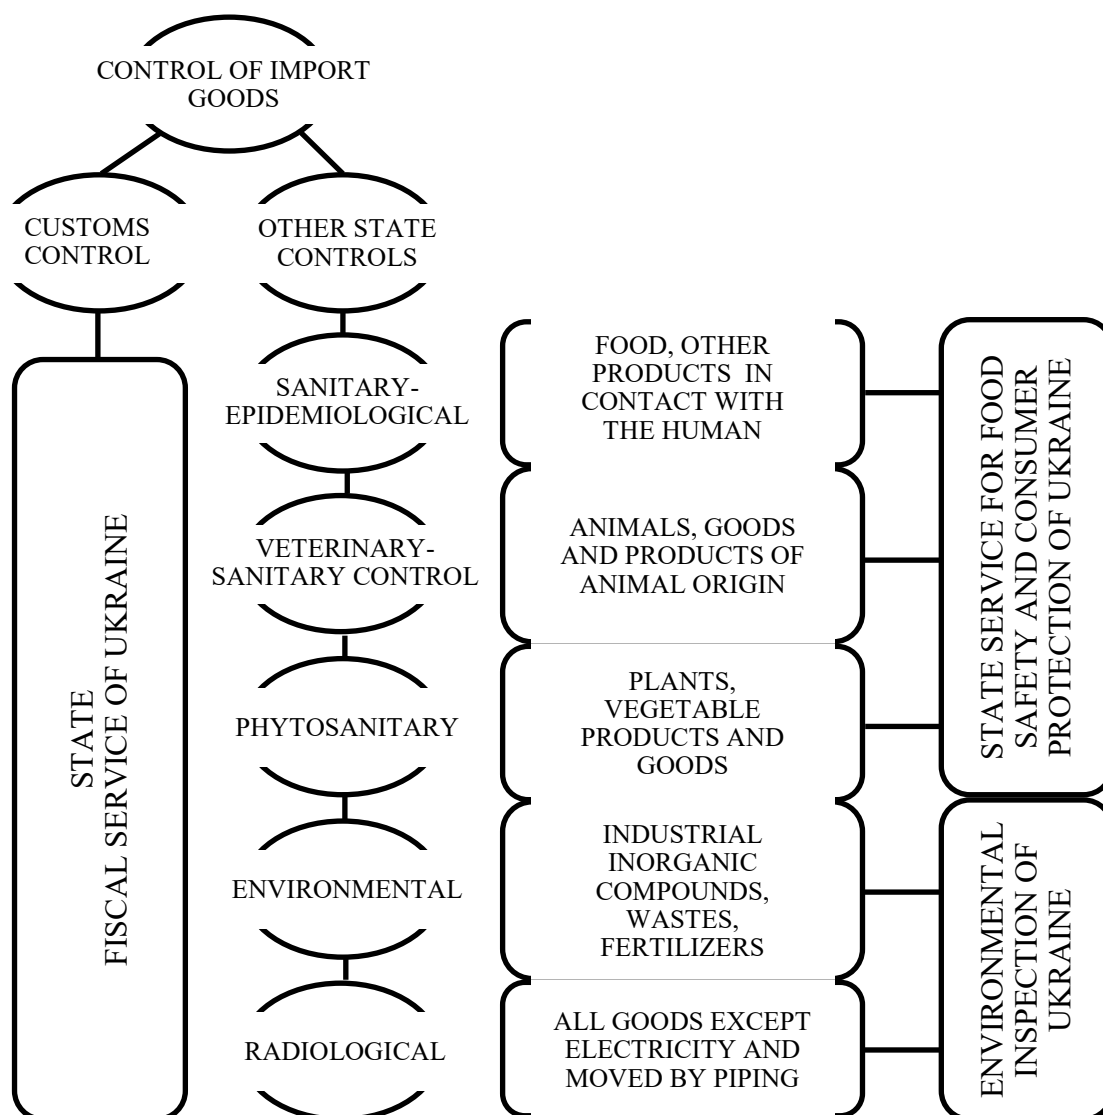 CONTROL OF IMPORT
GOODS
CUSTOMS
CONTROL
OTHER STATE
CONTROLS
STATE
FISCAL SERVICE OF UKRAINE
SANITARY-
EPIDEMIOLOGICAL
VETERINARY-
SANITARY CONTROL
PHYTOSANITARY
ENVIRONMENTAL
RADIOLOGICAL
FOOD, OTHER
PRODUCTS IN
CONTACT WITH
THE HUMAN
ANIMALS, GOODS
AND PRODUCTS OF
ANIMAL ORIGIN
PLANTS,
VEGETABLE
PRODUCTS AND
GOODS
INDUSTRIAL
INORGANIC
COMPOUNDS,
WASTES,
FERTILIZERS
ALL GOODS EXCEPT
ELECTRICITY AND
MOVED BY PIPING
STATE SERVICE FOR FOOD
SAFETY AND CONSUMER
PROTECTION OF UKRAINE
ENVIRONMENTAL
INSPECTION OF
UKRAINE